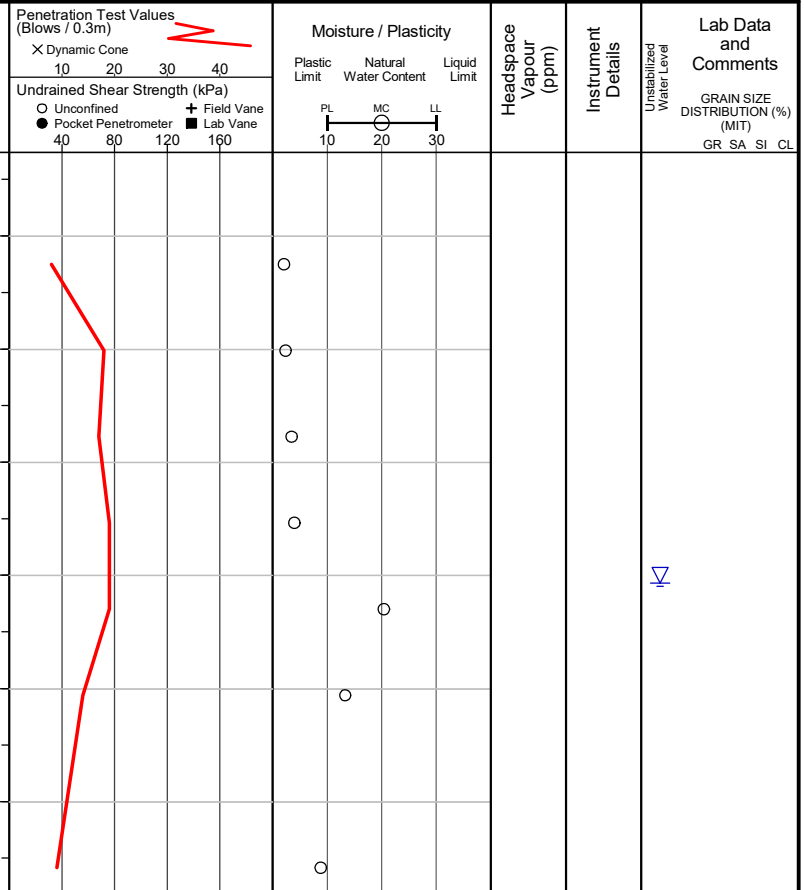 Penetration Test Values
(Blows / 0.3m)
× Dynamic Cone
10 20 30 40
Undrained Shear Strength (kPa)
○ Unconfined + Field Vane
● Pocket Penetrometer ■ Lab Vane
40 80 120 160
Moisture / Plasticity
Plastic Limit
Natural Water Content
Liquid Limit
PL MC LL
10 20 30
Headspace
Vapour
(ppm)
Instrument
Details
Unstabilized
Water Level
Lab Data
and
Comments
GRAIN SIZE
DISTRIBUTION (%)
(MIT)
GR SA SI CL